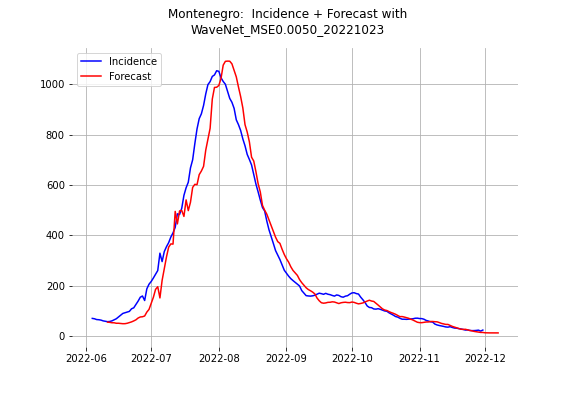 Montenegro:  Incidence + Forecast with
WaveNet_MSE0.0050_20221023
Incidence
Forecast
1000
800
600
400
200
0
2022-06 2022-07 2022-08 2022-09 2022-10 2022-11 2022-12